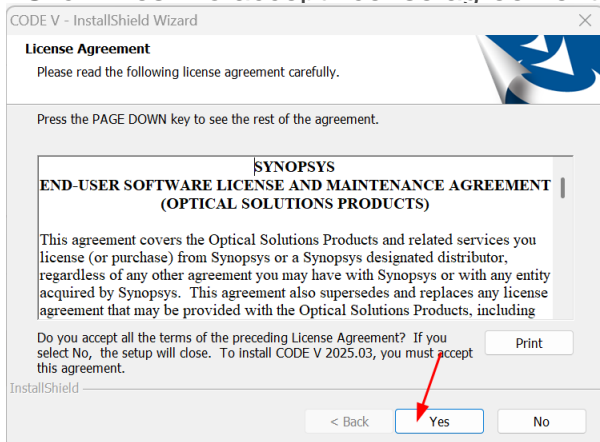 CODE V - InstallShield Wizard
License Agreement
Please read the following license agreement carefully.
Press the PAGE DOWN key to see the rest of the agreement.
SYNOPSYS
END-USER SOFTWARE LICENSE AND MAINTENANCE AGREEMENT
(OPTICAL SOLUTIONS PRODUCTS)
This agreement covers the Optical Solutions Products and related services you
license (or purchase) from Synopsys or a Synopsys designated distributor,
regardless of any other agreement you may have with Synopsys or with any entity
acquired by Synopsys.  This agreement also supersedes and replaces any license
agreement that may be provided with the Optical Solutions Products, including
Do you accept all the terms of the preceding License Agreement?  If you
select No,  the setup will close.  To install CODE V 2025.03, you must accept
this agreement.
Print
InstallShield
< Back
Yes
No